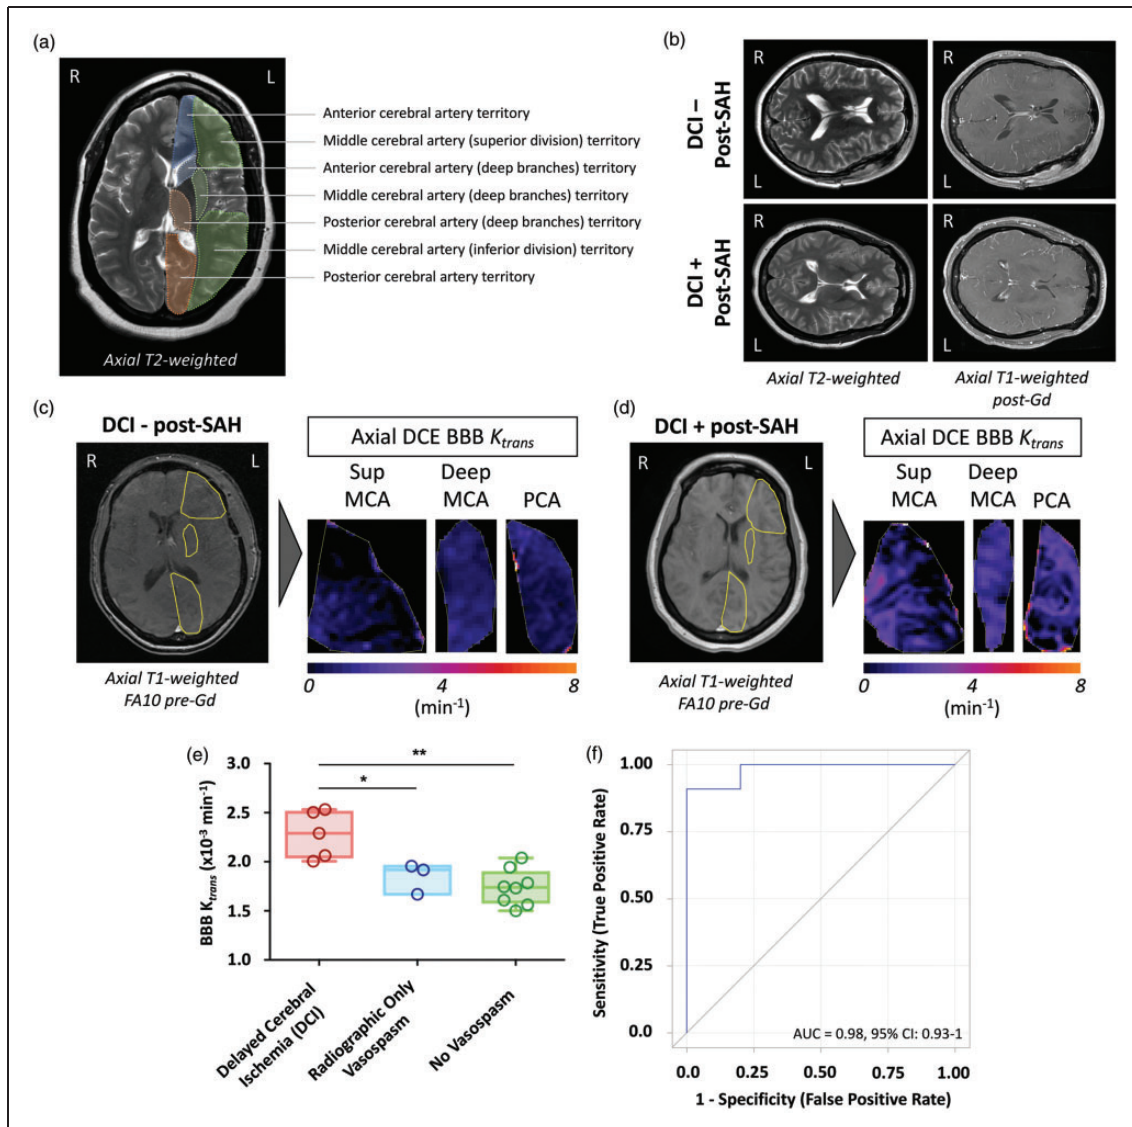 (a)
R
L
Anterior cerebral artery territory
Middle cerebral artery (superior division) territory
Anterior cerebral artery (deep branches) territory
Middle cerebral artery (deep branches) territory
Posterior cerebral artery (deep branches) territory
Middle cerebral artery (inferior division) territory
Posterior cerebral artery territory
Axial T2-weighted
(b)
DCI –
Post-SAH
R
L
R
L
DCI +
Post-SAH
R
L
R
L
Axial T2-weighted
Axial T1-weighted
post-Gd
(c)
DCI - post-SAH
R
L
Axial T1-weighted
FA10 pre-Gd
Axial DCE BBB Ktrans
Sup
MCA
Deep
MCA
PCA
0
4
8
(min-1)
(d)
DCI + post-SAH
R
L
Axial T1-weighted
FA10 pre-Gd
Axial DCE BBB Ktrans
Sup
MCA
Deep
MCA
PCA
0
4
8
(min-1)
(e)
BBB Ktrans (x10-3 min-1)
3.0
2.5
2.0
1.5
1.0
**
*
Delayed Cerebral
Ischemia (DCI)
Radiographic Only
Vasospasm
No Vasospasm
(f)
Sensitivity (True Positive Rate)
1.00
0.75
0.50
0.25
0.0
AUC = 0.98, 95% CI: 0.93-1
0.0
0.25
0.50
0.75
1.00
1 - Specificity (False Positive Rate)